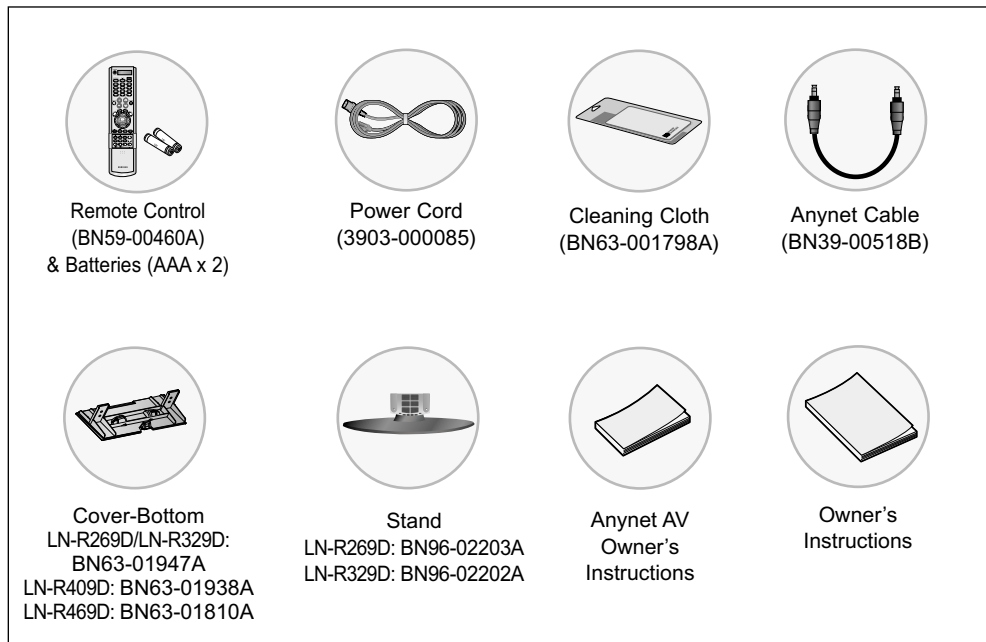 Remote Control
(BN59-00460A)
& Batteries (AAA x 2)
Power Cord
(3903-000085)
Cleaning Cloth
(BN63-001798A)
Anynet Cable
(BN39-00518B)
Cover-Bottom
LN-R269D/LN-R329D:
BN63-01947A
LN-R409D: BN63-01938A
LN-R469D: BN63-01810A
Stand
LN-R269D: BN96-02203A
LN-R329D: BN96-02202A
Anynet AV
Owner’s
Instructions
Owner’s
Instructions